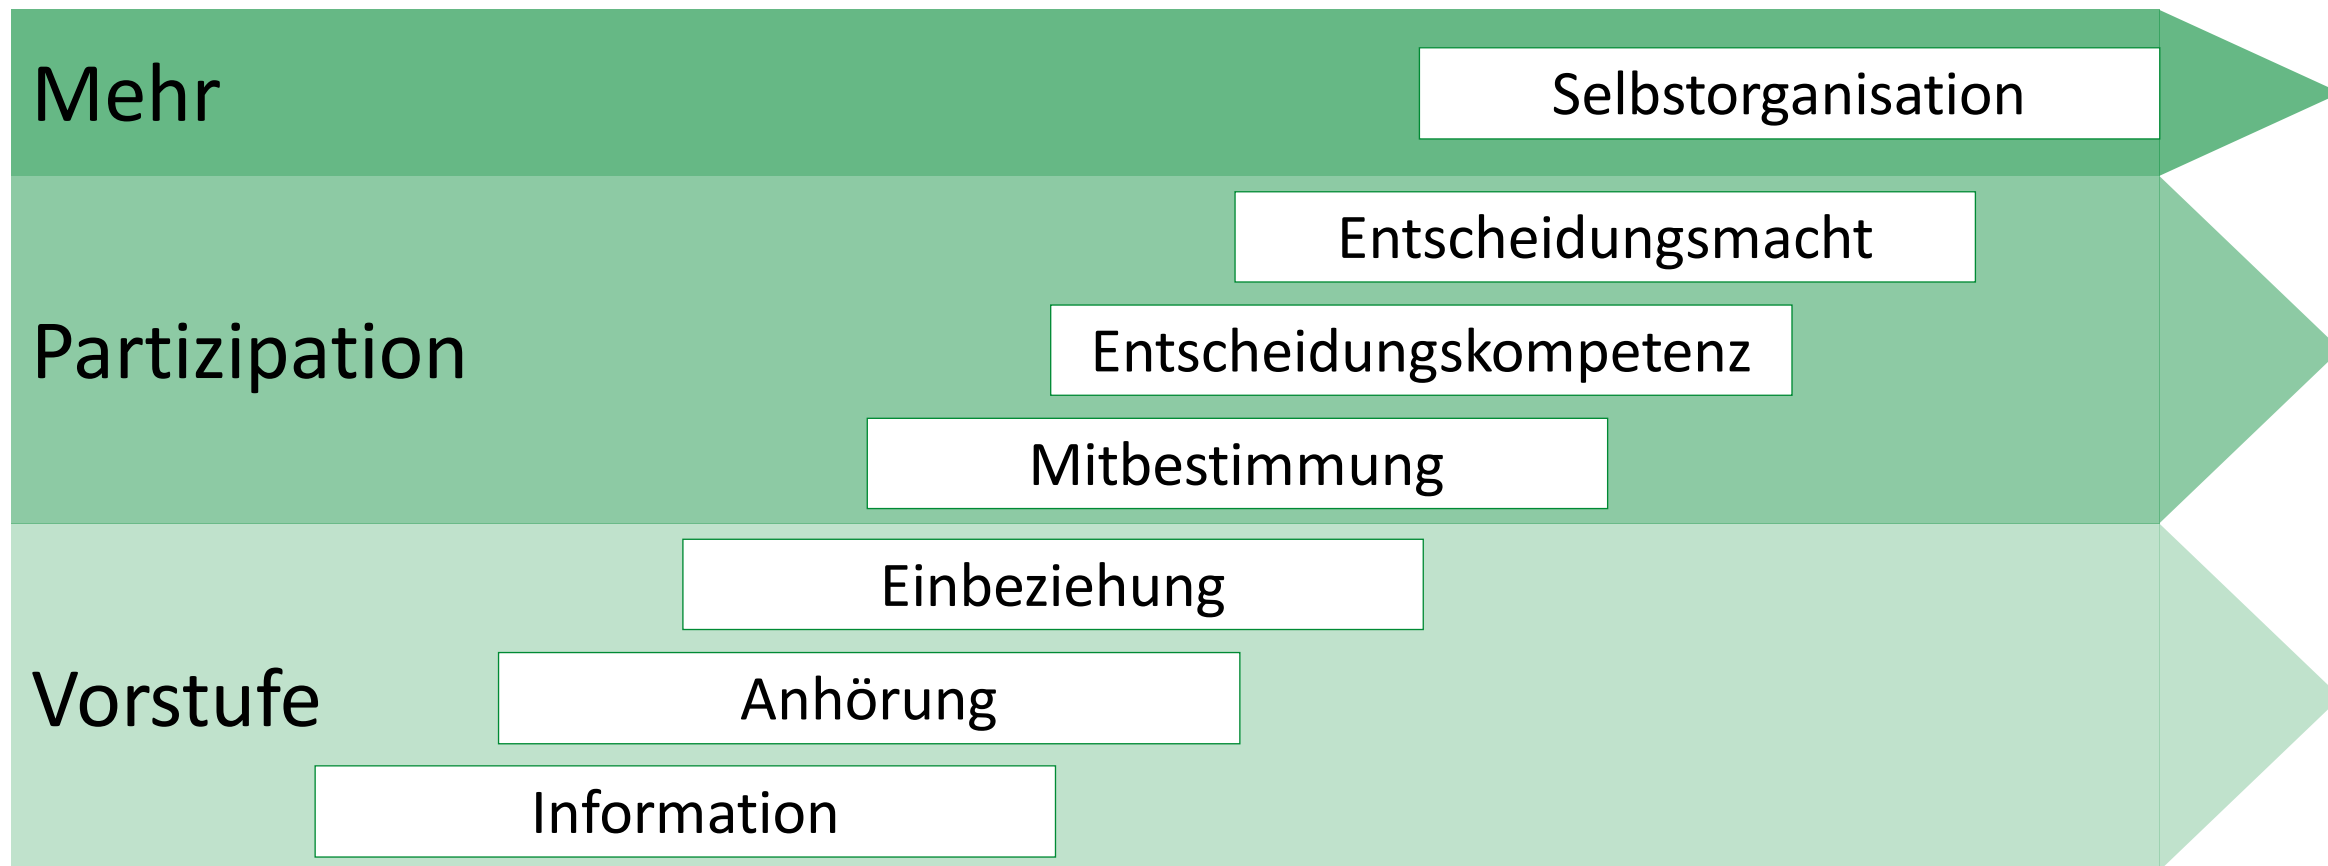 Mehr
Selbstorganisation
Partizipation
Entscheidungsmacht
Entscheidungskompetenz
Mitbestimmung
Vorstufe
Einbeziehung
Anhörung
Information